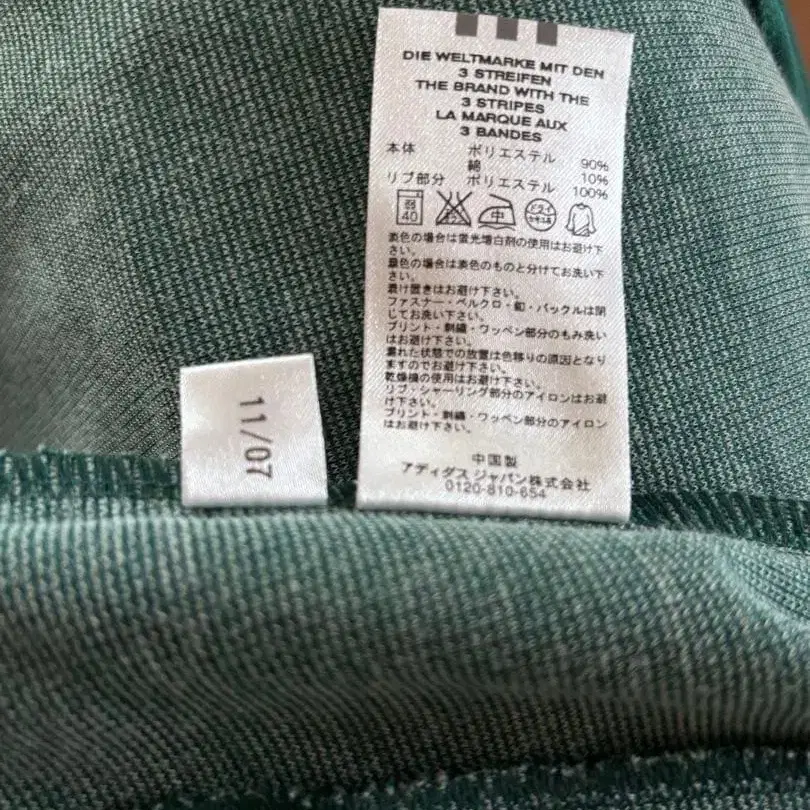 DIE WELTMARKE MIT DEN
3 STREIFEN
THE BRAND WITH THE
3 STRIPES
LA MARQUE AUX
3 BANDES
本体 ポリエステル 90%
綿 10%
リブ部分 ポリエステル 100%
弱 40 中 ドライ
淡色の場合は蛍光増白剤の使用はお避け下
さい。
濃色の場合は淡色のものと分けてお洗い下
さい。
漬け置きはお避け下さい。
ファスナー・ベルクロ・釦・バックルは閉
じてお洗い下さい。
プリント・刺繍・ワッペン部分のもみ洗い
はお避け下さい。
濡れた状態での放置は色移りの原因となり
ますのでお避け下さい。
乾燥機の使用はお避け下さい。
リブ・シャーリング部分のアイロンはお避
け下さい。
プリント・刺繍・ワッペン部分のアイロン
はお避け下さい。
中国製
アディダス ジャパン株式会社
0120-810-654
11/07